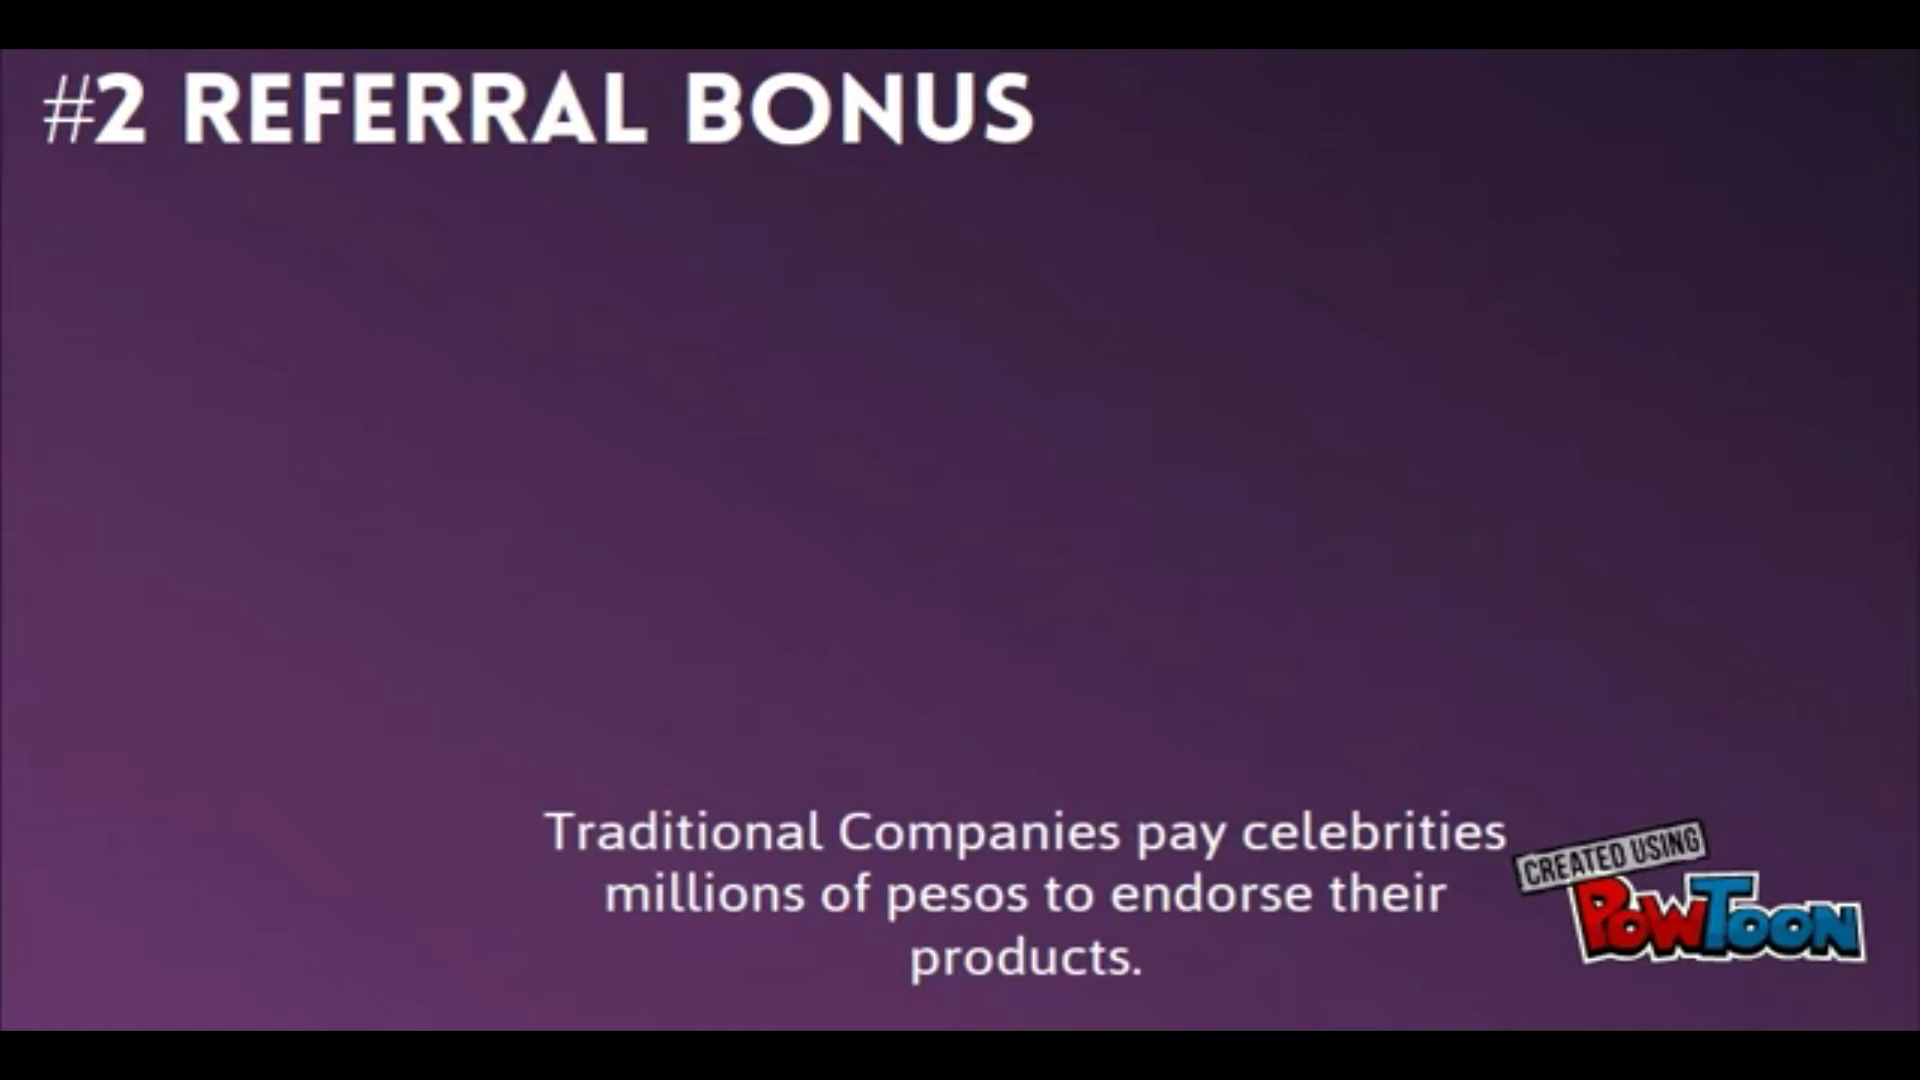 #2 REFERRAL BONUS
Traditional Companies pay celebrities
millions of pesos to endorse their
products.
CREATED USING
POWTOON